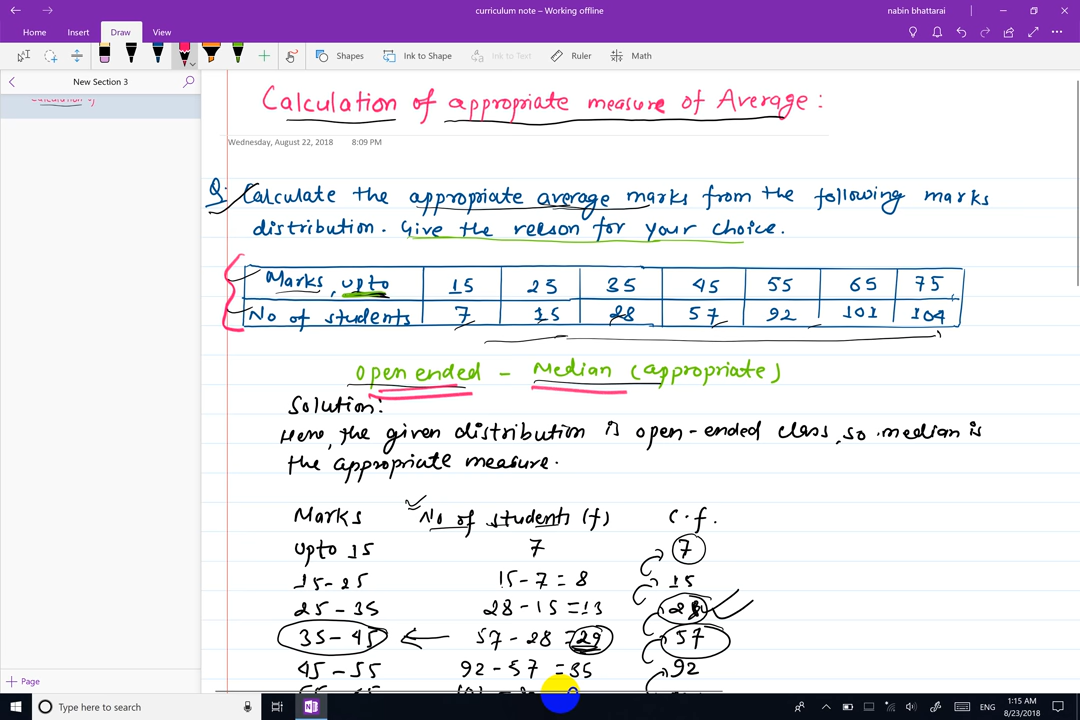 curriculum note – Working offline
nabin bhattarai
Home Insert Draw View
Shapes Ink to Shape Ink to Text Ruler Math
New Section 3
Calculation of
Calculation of appropriate measure of Average:
Wednesday, August 22, 2018 8:09 PM
Q. Calculate the appropriate average marks from the following marks
distribution. Give the reason for your choice.
Marks, upto 15 25 35 45 55 65 75
No of students 7 15 28 57 92 101 104
open ended – Median (appropriate)
Solution:
Here, the given distribution is open-ended class, so median is
the appropriate measure.
Marks No of students (f) c.f.
upto 15 7 7
15-25 15-7=8 15
25-35 28-15=13 28
35-45 57-28=29 57
45-55 92-57=35 92
+ Page
Type here to search
ENG
1:15 AM
8/23/2018